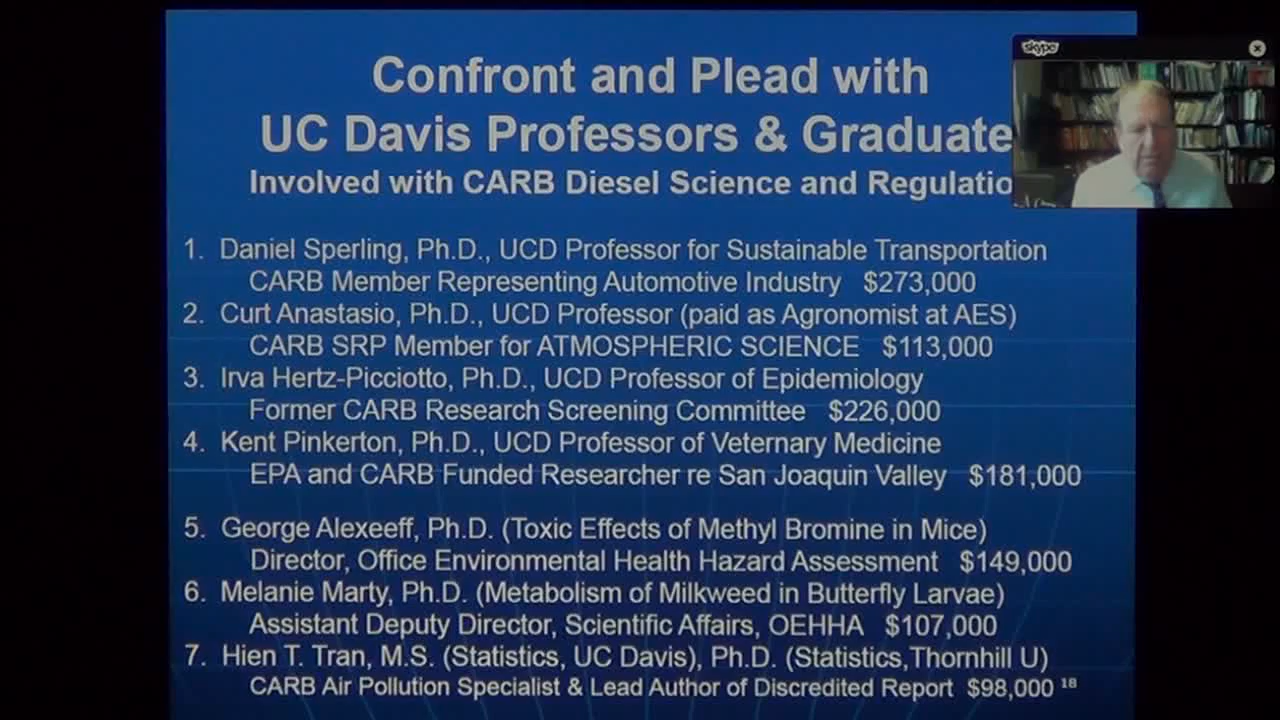 skype
Confront and Plead with
UC Davis Professors & Graduate
Involved with CARB Diesel Science and Regulatio
1. Daniel Sperling, Ph.D., UCD Professor for Sustainable Transportation
CARB Member Representing Automotive Industry $273,000
2. Curt Anastasio, Ph.D., UCD Professor (paid as Agronomist at AES)
CARB SRP Member for ATMOSPHERIC SCIENCE $113,000
3. Irva Hertz-Picciotto, Ph.D., UCD Professor of Epidemiology
Former CARB Research Screening Committee $226,000
4. Kent Pinkerton, Ph.D., UCD Professor of Veternary Medicine
EPA and CARB Funded Researcher re San Joaquin Valley $181,000
5. George Alexeeff, Ph.D. (Toxic Effects of Methyl Bromine in Mice)
Director, Office Environmental Health Hazard Assessment $149,000
6. Melanie Marty, Ph.D. (Metabolism of Milkweed in Butterfly Larvae)
Assistant Deputy Director, Scientific Affairs, OEHHA $107,000
7. Hien T. Tran, M.S. (Statistics, UC Davis), Ph.D. (Statistics,Thornhill U)
CARB Air Pollution Specialist & Lead Author of Discredited Report $98,000 18